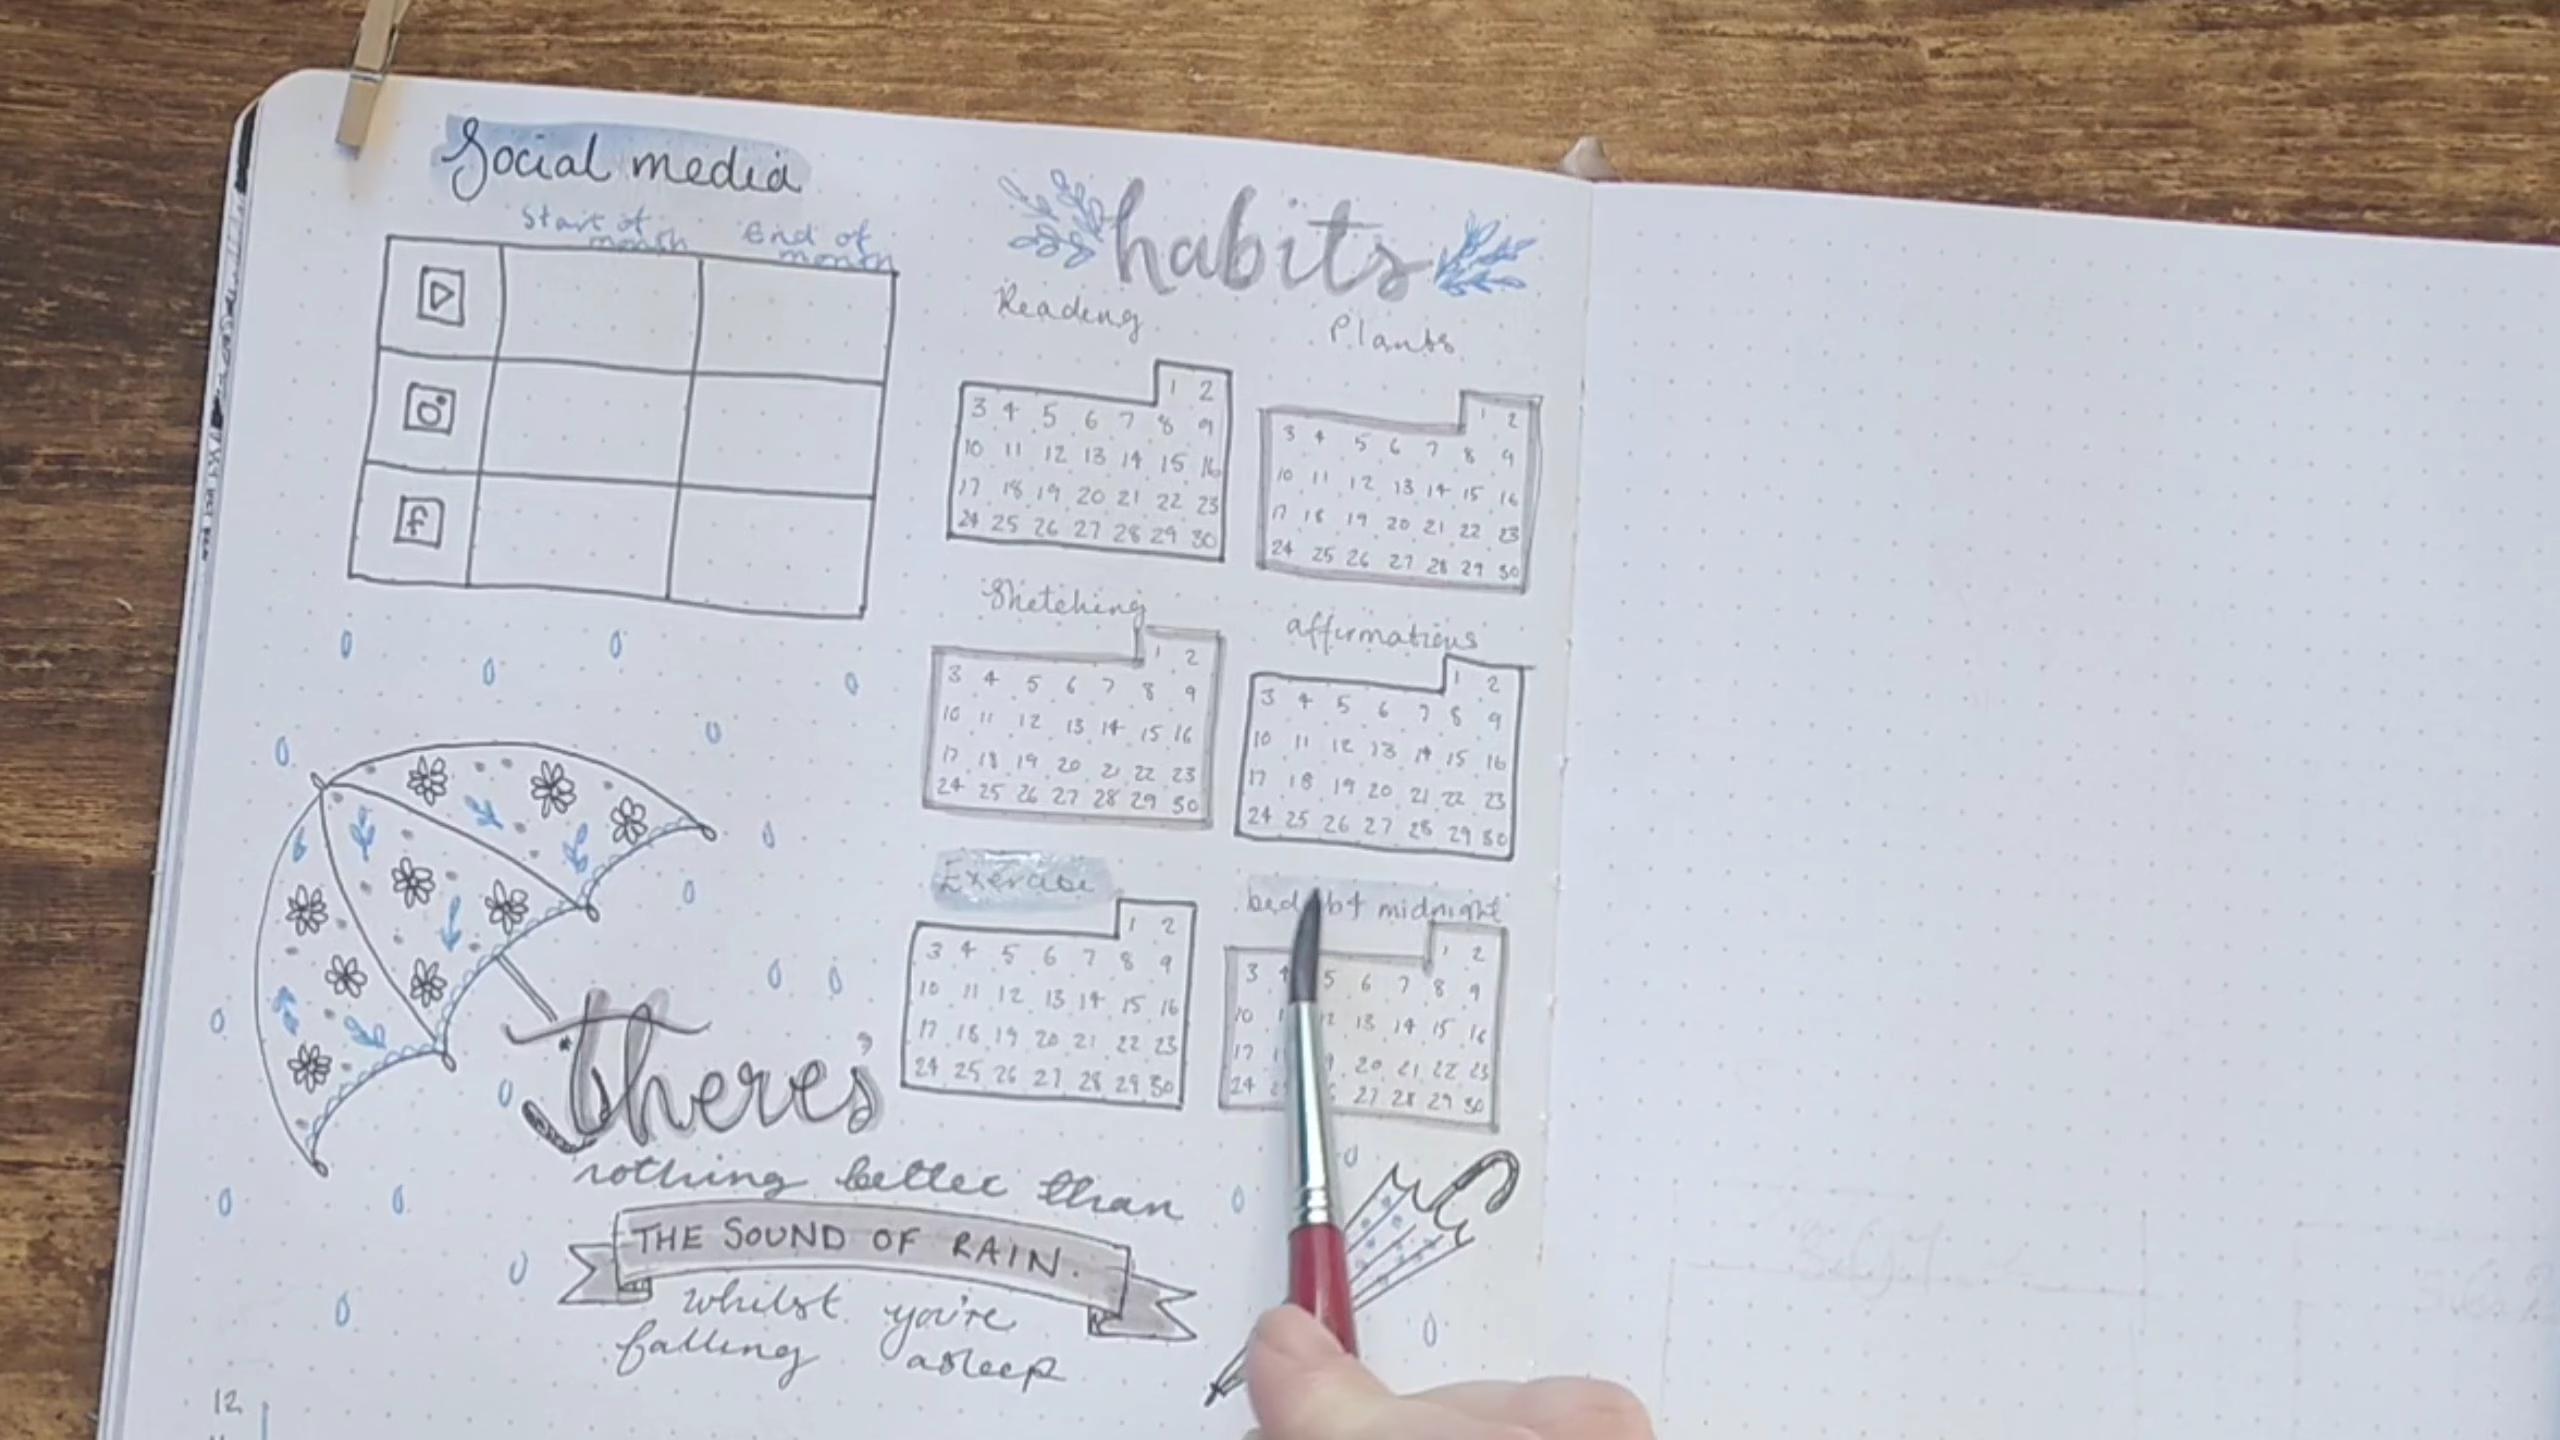 Social media
Start of month
End of month
f
There's
nothing better than
THE SOUND OF RAIN.
whilst you're
falling asleep
12
habits
Reading
1 2
3 4 5 6 7 8 9
10 11 12 13 14 15 16
17 18 19 20 21 22 23
24 25 26 27 28 29 30
Plants
1 2
3 4 5 6 7 8 9
10 11 12 13 14 15 16
17 18 19 20 21 22 23
24 25 26 27 28 29 30
Sketching
1 2
3 4 5 6 7 8 9
10 11 12 13 14 15 16
17 18 19 20 21 22 23
24 25 26 27 28 29 30
affirmations
1 2
3 4 5 6 7 8 9
10 11 12 13 14 15 16
17 18 19 20 21 22 23
24 25 26 27 28 29 30
Exercise
1 2
3 4 5 6 7 8 9
10 11 12 13 14 15 16
17 18 19 20 21 22 23
24 25 26 27 28 29 30
bed b4 midnight
1 2
3 4 5 6 7 8 9
10 12 13 14 15 16
17 20 21 22 23
24 27 28 29 30